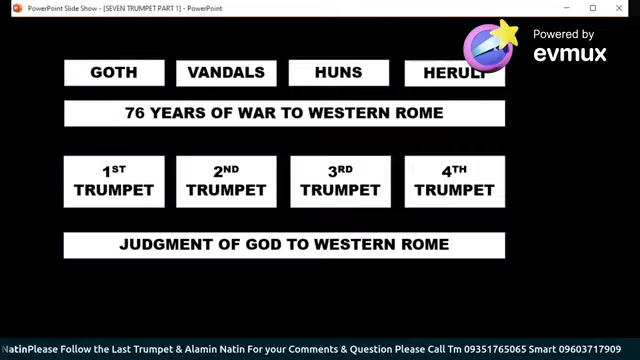 PowerPoint Slide Show - [SEVEN TRUMPET PART 1] - PowerPoint
Powered by
evmux
GOTH VANDALS HUNS HERULI
76 YEARS OF WAR TO WESTERN ROME
1ST TRUMPET
2ND TRUMPET
3RD TRUMPET
4TH TRUMPET
JUDGMENT OF GOD TO WESTERN ROME
NatinPlease Follow the Last Trumpet & Alamin Natin For your Comments & Question Please Call Tm 09351765065 Smart 09603717909